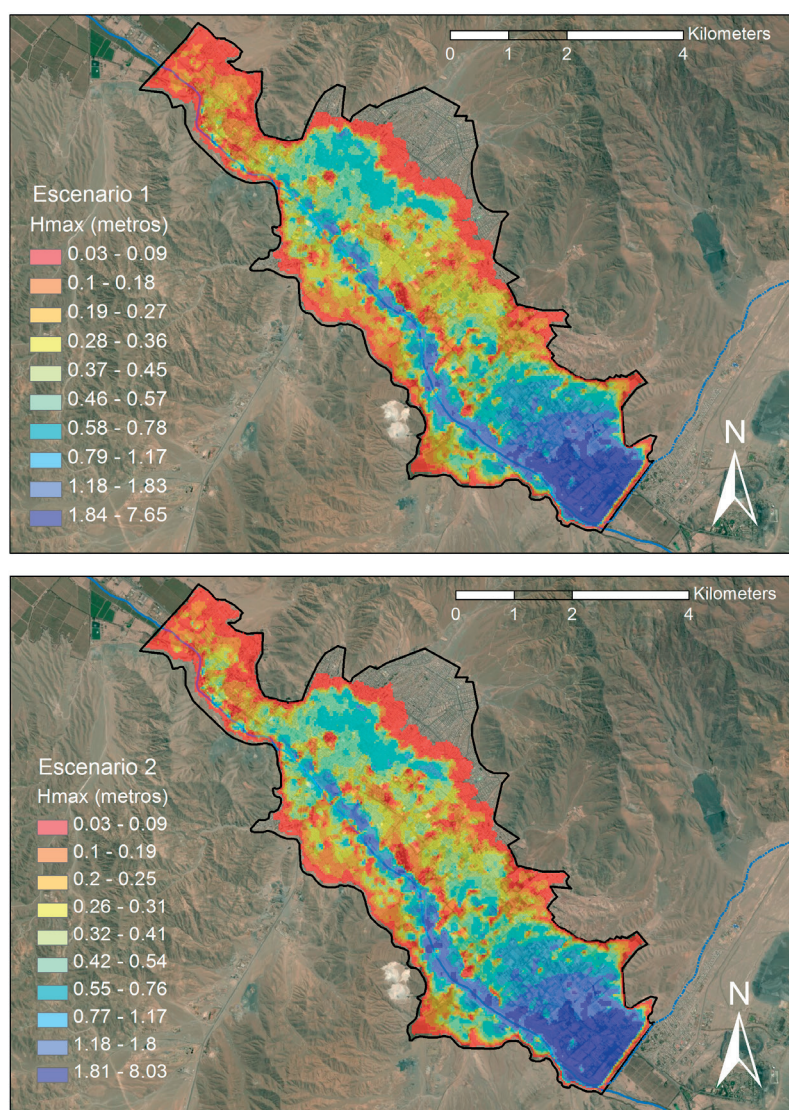 Kilometers
0 1 2 4
Escenario 1
Hmax (metros)
0.03 - 0.09
0.1 - 0.18
0.19 - 0.27
0.28 - 0.36
0.37 - 0.45
0.46 - 0.57
0.58 - 0.78
0.79 - 1.17
1.18 - 1.83
1.84 - 7.65
N
Kilometers
0 1 2 4
Escenario 2
Hmax (metros)
0.03 - 0.09
0.1 - 0.19
0.2 - 0.25
0.26 - 0.31
0.32 - 0.41
0.42 - 0.54
0.55 - 0.76
0.77 - 1.17
1.18 - 1.8
1.81 - 8.03
N